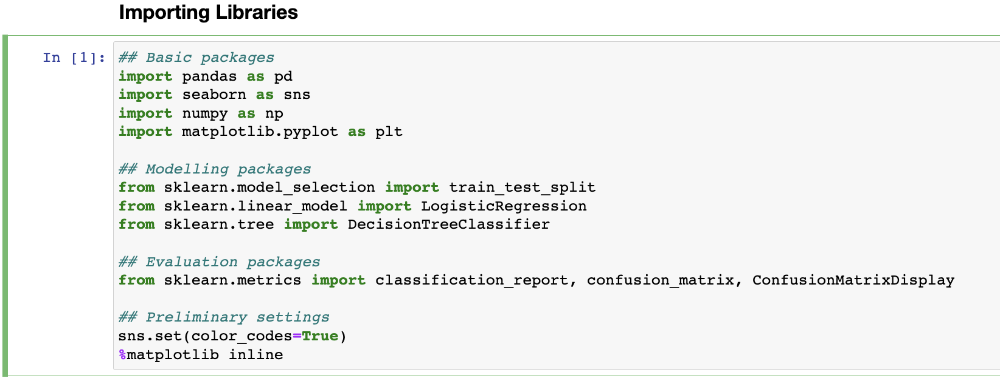 Importing Libraries
In [1]:
## Basic packages
import pandas as pd
import seaborn as sns
import numpy as np
import matplotlib.pyplot as plt
## Modelling packages
from sklearn.model_selection import train_test_split
from sklearn.linear_model import LogisticRegression
from sklearn.tree import DecisionTreeClassifier
## Evaluation packages
from sklearn.metrics import classification_report, confusion_matrix, ConfusionMatrixDisplay
## Preliminary settings
sns.set(color_codes=True)
%matplotlib inline